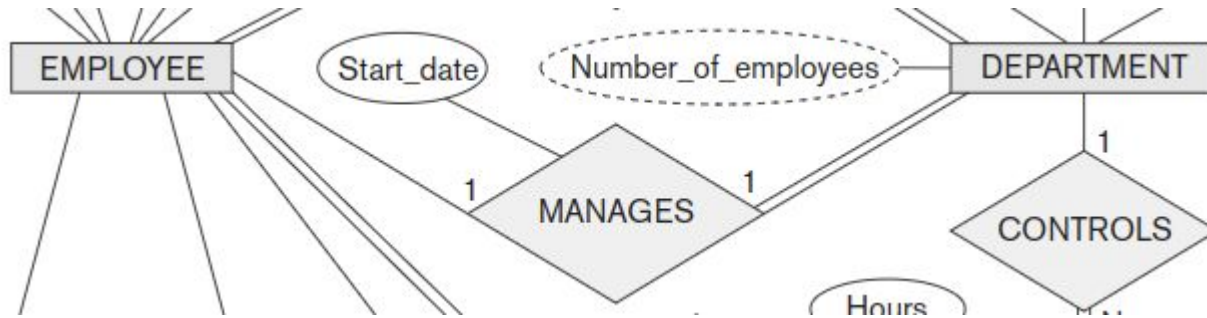 EMPLOYEE
Start_date
Number_of_employees
DEPARTMENT
1
1
MANAGES
1
CONTROLS
Hours
N